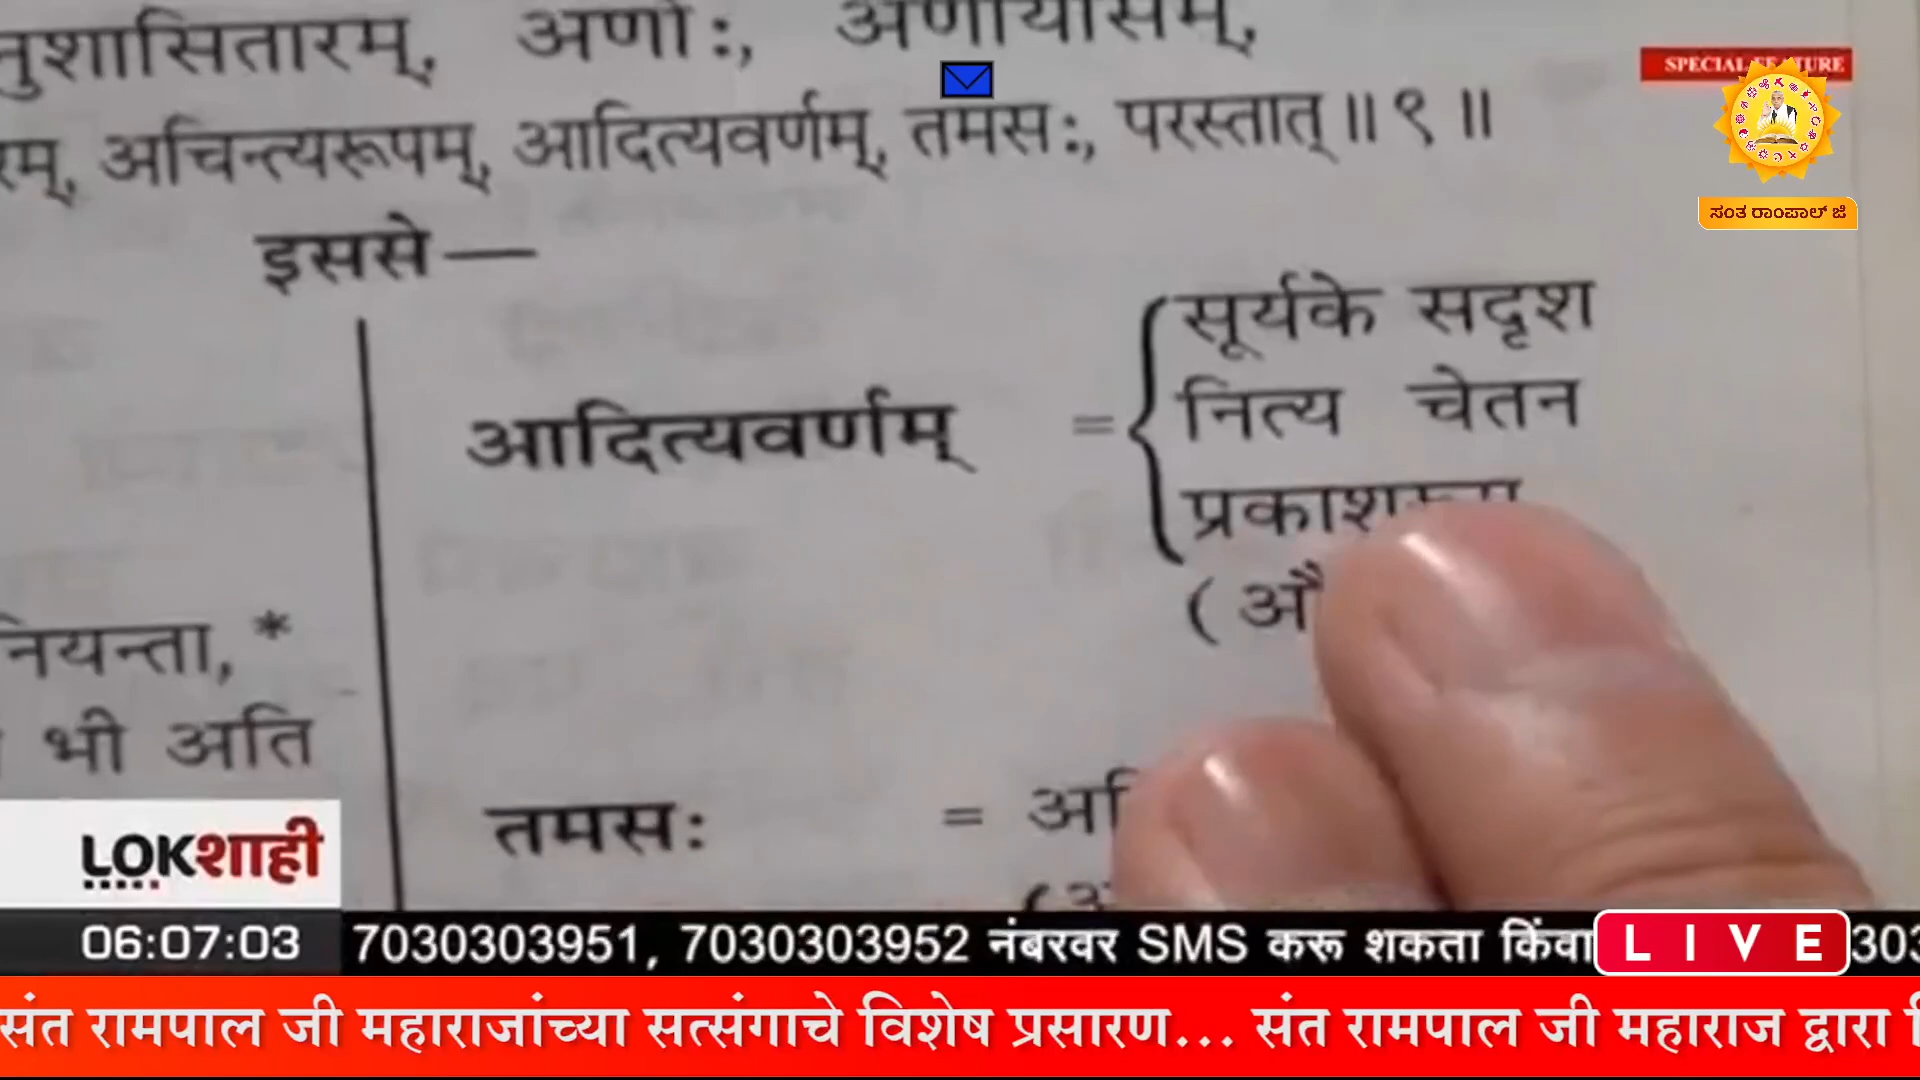 नुशासितारम्, अणोः, अणीयांसम्,
रम्, अचिन्त्यरूपम्, आदित्यवर्णम्, तमसः, परस्तात् ॥ ९ ॥
SPECIAL FEATURE
ಸಂತ ರಾಂಪಾಲ್ ಜಿ
इससे—
आदित्यवर्णम् =
सूर्यके सदृश
नित्य चेतन
नियन्ता, *
भी अति
तमसः =
LOKशाही
06:07:03
7030303951, 7030303952 नंबरवर SMS करू शकता किंवा
LIVE
303
संत रामपाल जी महाराजांच्या सत्संगाचे विशेष प्रसारण... संत रामपाल जी महाराज द्वारा